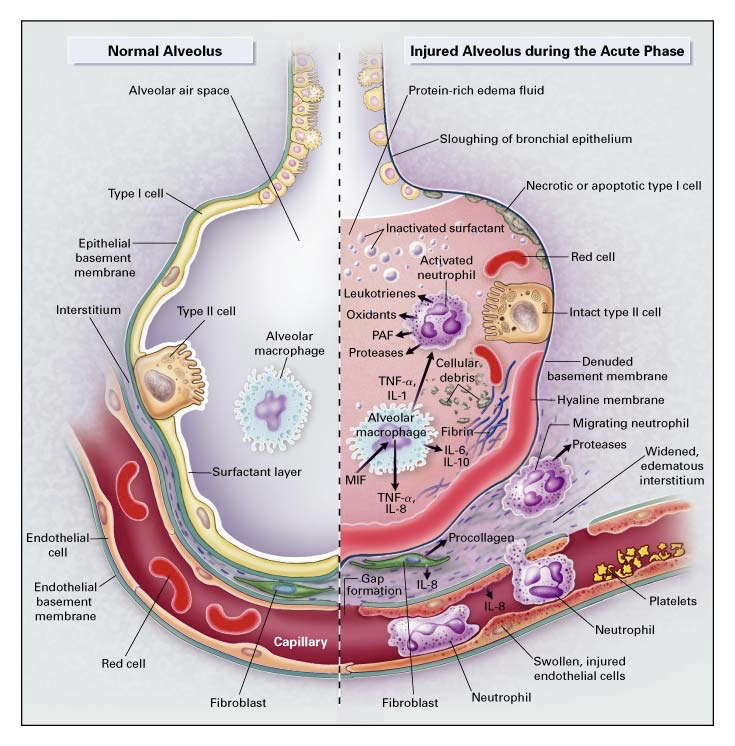 Normal Alveolus
Injured Alveolus during the Acute Phase
Alveolar air space
Type I cell
Epithelial
basement
membrane
Interstitium
Type II cell
Alveolar
macrophage
Surfactant layer
Endothelial
cell
Endothelial
basement
membrane
Red cell
Fibroblast
Capillary
Protein-rich edema fluid
Sloughing of bronchial epithelium
Necrotic or apoptotic type I cell
Inactivated surfactant
Activated
neutrophil
Red cell
Leukotrienes
Oxidants
PAF
Proteases
Intact type II cell
TNF-α,
IL-1
Cellular
debris
Denuded
basement membrane
Hyaline membrane
Alveolar
macrophage
Fibrin
IL-6,
IL-10
MIF
TNF-α,
IL-8
Migrating neutrophil
Proteases
Widened,
edematous
interstitium
Procollagen
Gap
formation
IL-8
IL-8
Platelets
Neutrophil
Swollen, injured
endothelial cells
Neutrophil
Fibroblast